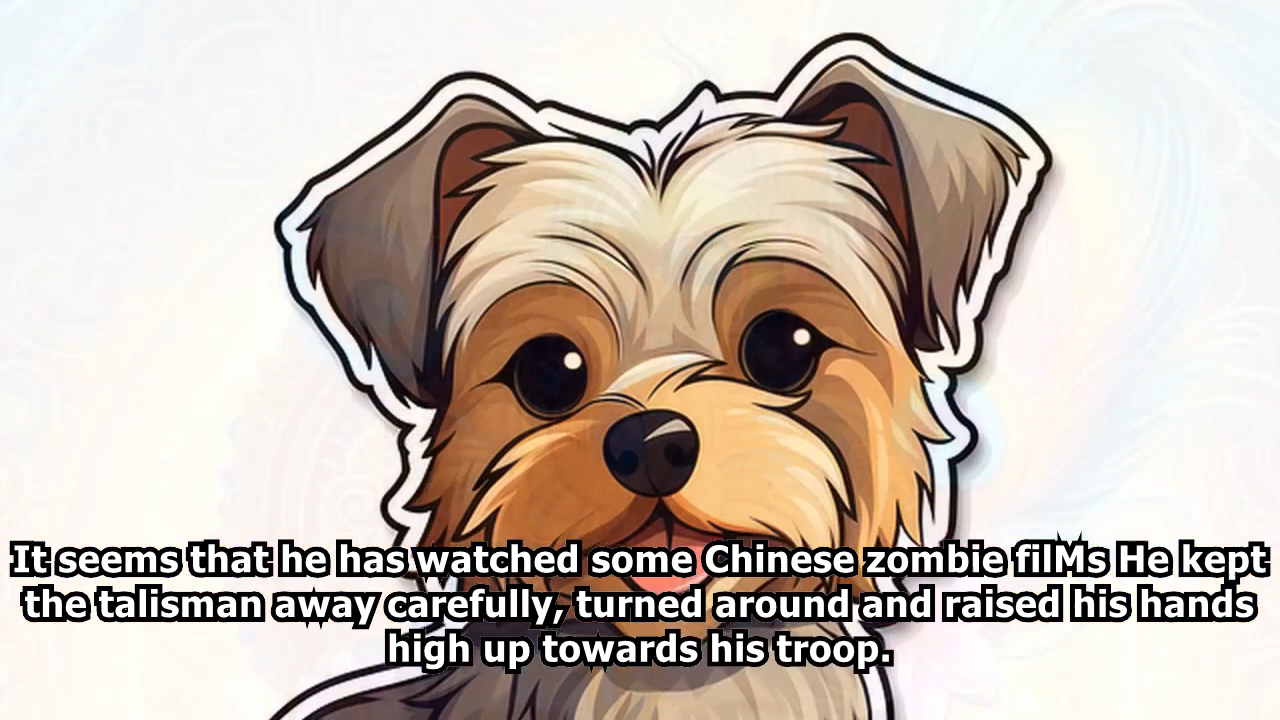 It seems that he has watched some Chinese zombie filMs He kept
the talisman away carefully, turned around and raised his hands
high up towards his troop.